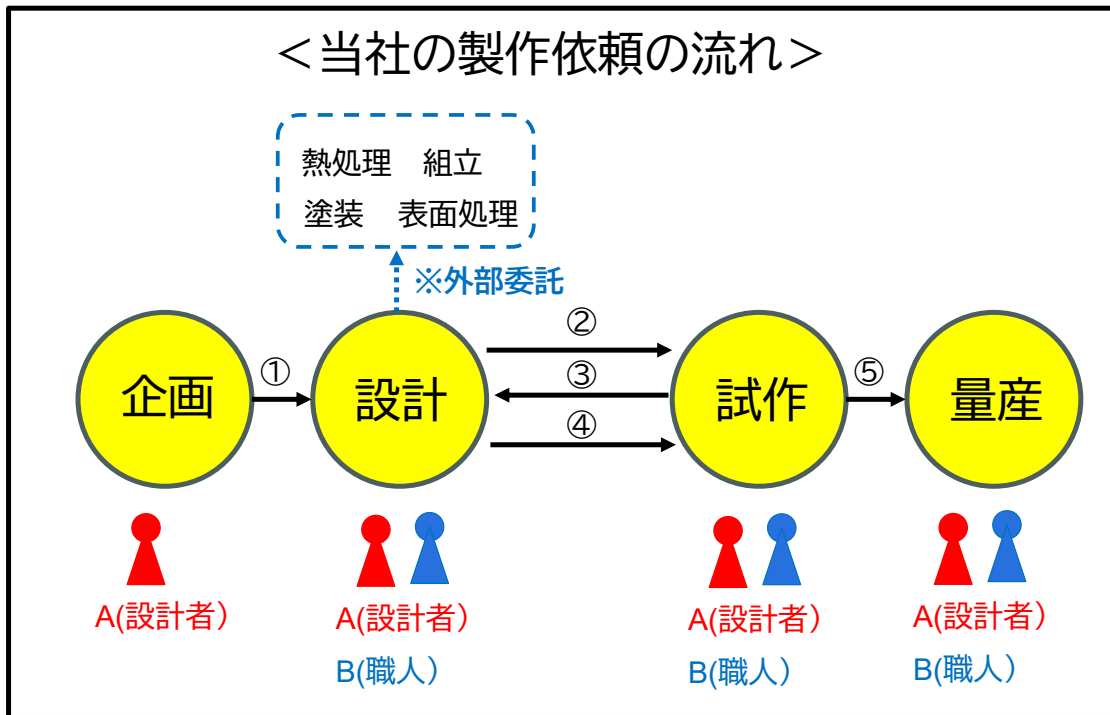 ＜当社の製作依頼の流れ＞
熱処理　組立
塗装　表面処理
※外部委託
②
①
③
⑤
企画
設計
試作
量産
④
A(設計者）
A(設計者）
A(設計者）
A(設計者）
B(職人）
B(職人）
B(職人）